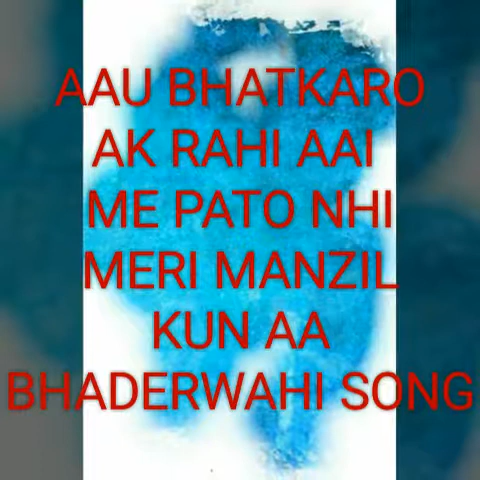 AAU BHATKARO
AK RAHI AAI
ME PATO NHI
MERI MANZIL
KUN AA
BHADERWAHI SONG